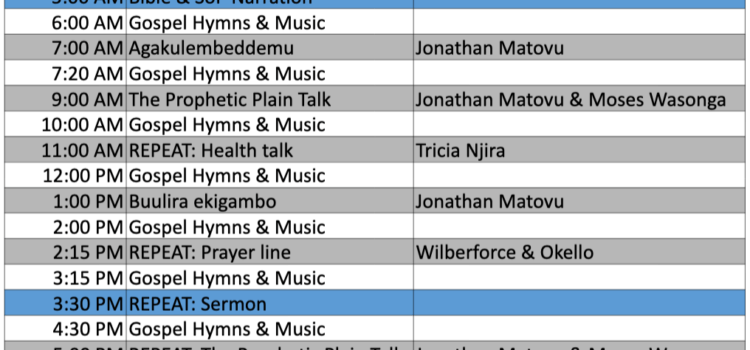 5:00 AM Bible & SoP Narration
6:00 AM Gospel Hymns & Music
7:00 AM Agakulembeddemu Jonathan Matovu
7:20 AM Gospel Hymns & Music
9:00 AM The Prophetic Plain Talk Jonathan Matovu & Moses Wasonga
10:00 AM Gospel Hymns & Music
11:00 AM REPEAT: Health talk Tricia Njira
12:00 PM Gospel Hymns & Music
1:00 PM Buulira ekigambo Jonathan Matovu
2:00 PM Gospel Hymns & Music
2:15 PM REPEAT: Prayer line Wilberforce & Okello
3:15 PM Gospel Hymns & Music
3:30 PM REPEAT: Sermon
4:30 PM Gospel Hymns & Music
5:00 PM REPEAT: The Prophetic Plain Talk Jonathan Matovu & Moses